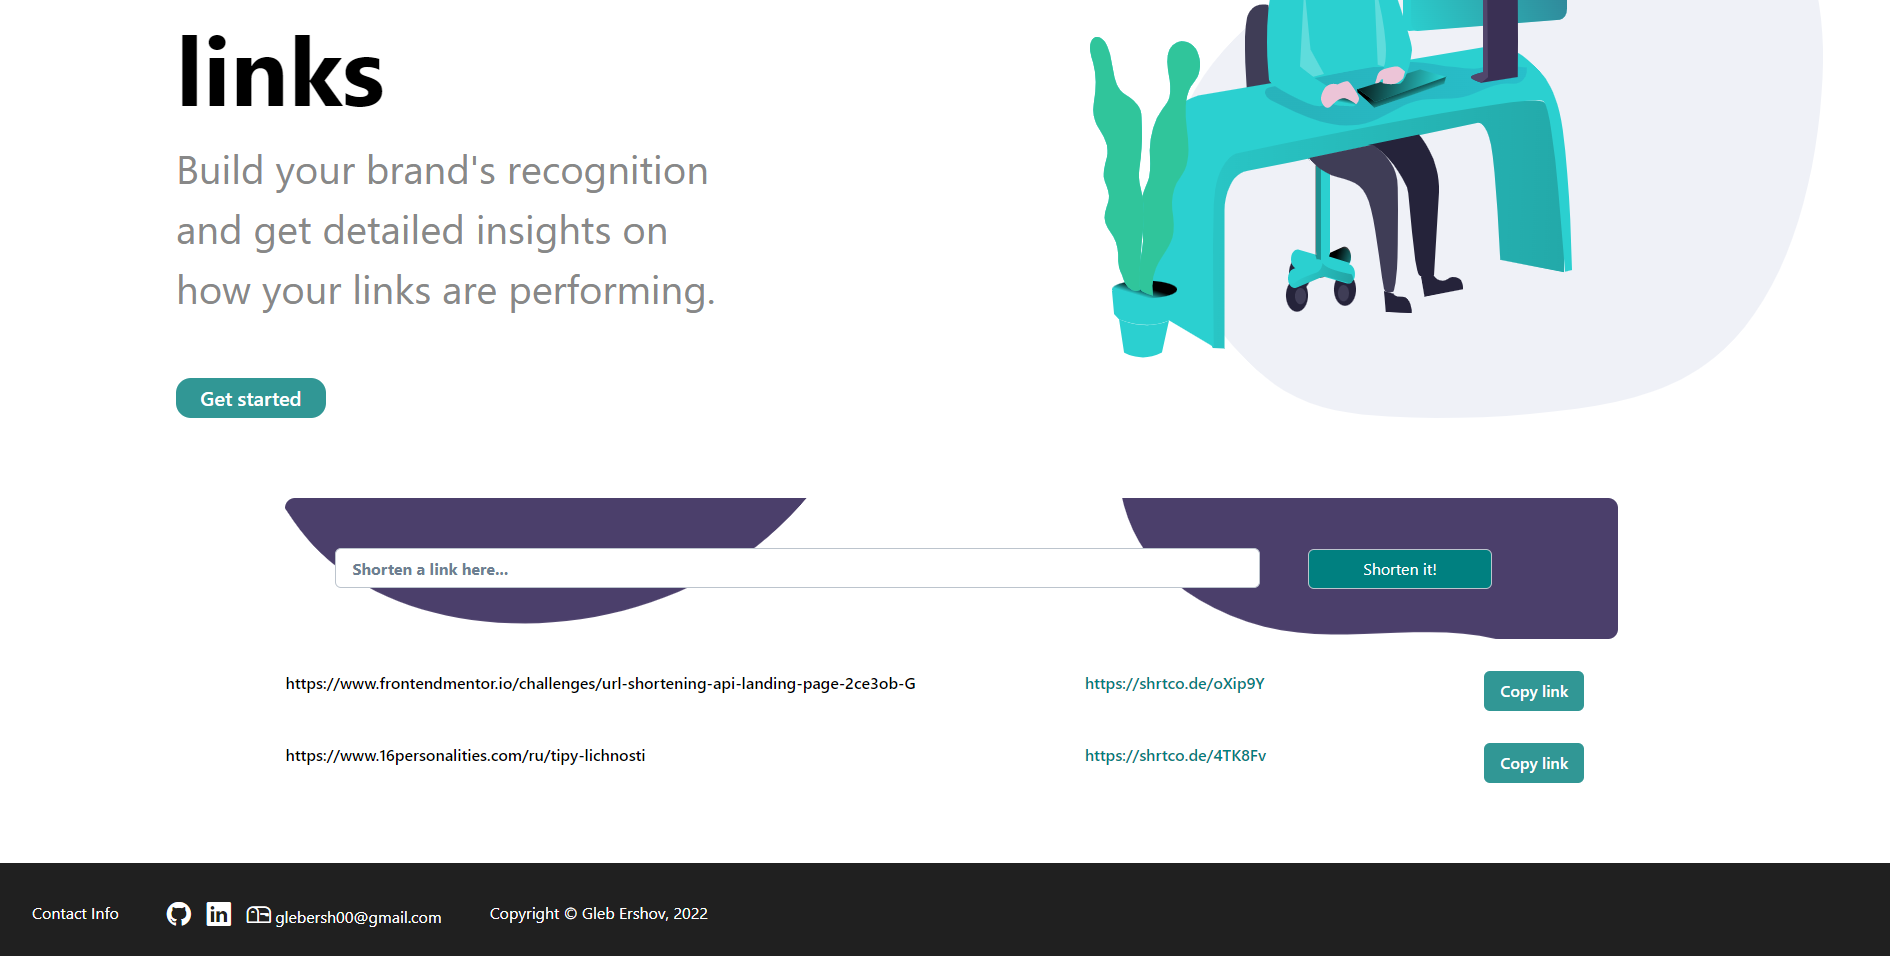 links
Build your brand's recognition
and get detailed insights on
how your links are performing.
Get started
Shorten a link here...
Shorten it!
https://www.frontendmentor.io/challenges/url-shortening-api-landing-page-2ce3ob-G
https://shrtco.de/oXip9Y
Copy link
https://www.16personalities.com/ru/tipy-lichnosti
https://shrtco.de/4TK8Fv
Copy link
Contact Info
glebersh00@gmail.com
Copyright © Gleb Ershov, 2022